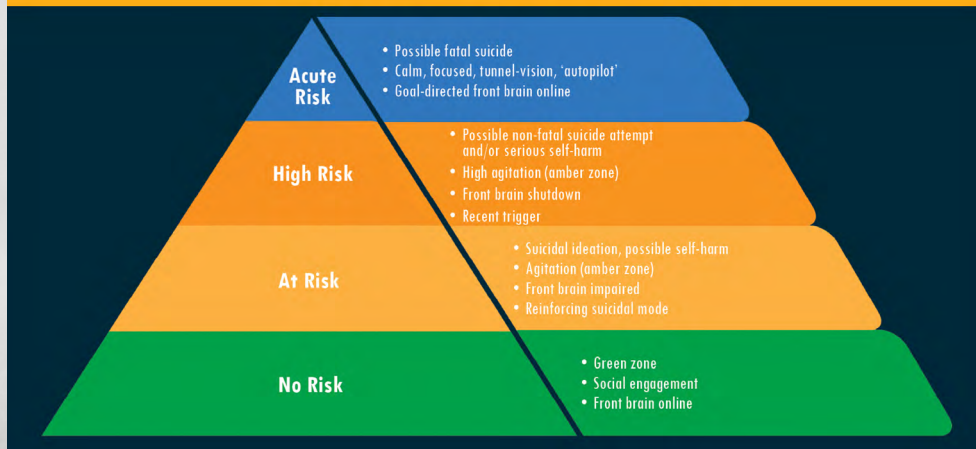 Acute
Risk
• Possible fatal suicide
• Calm, focused, tunnel-vision, ‘autopilot’
• Goal-directed front brain online
High Risk
• Possible non-fatal suicide attempt
and/or serious self-harm
• High agitation (amber zone)
• Front brain shutdown
• Recent trigger
At Risk
• Suicidal ideation, possible self-harm
• Agitation (amber zone)
• Front brain impaired
• Reinforcing suicidal mode
No Risk
• Green zone
• Social engagement
• Front brain online